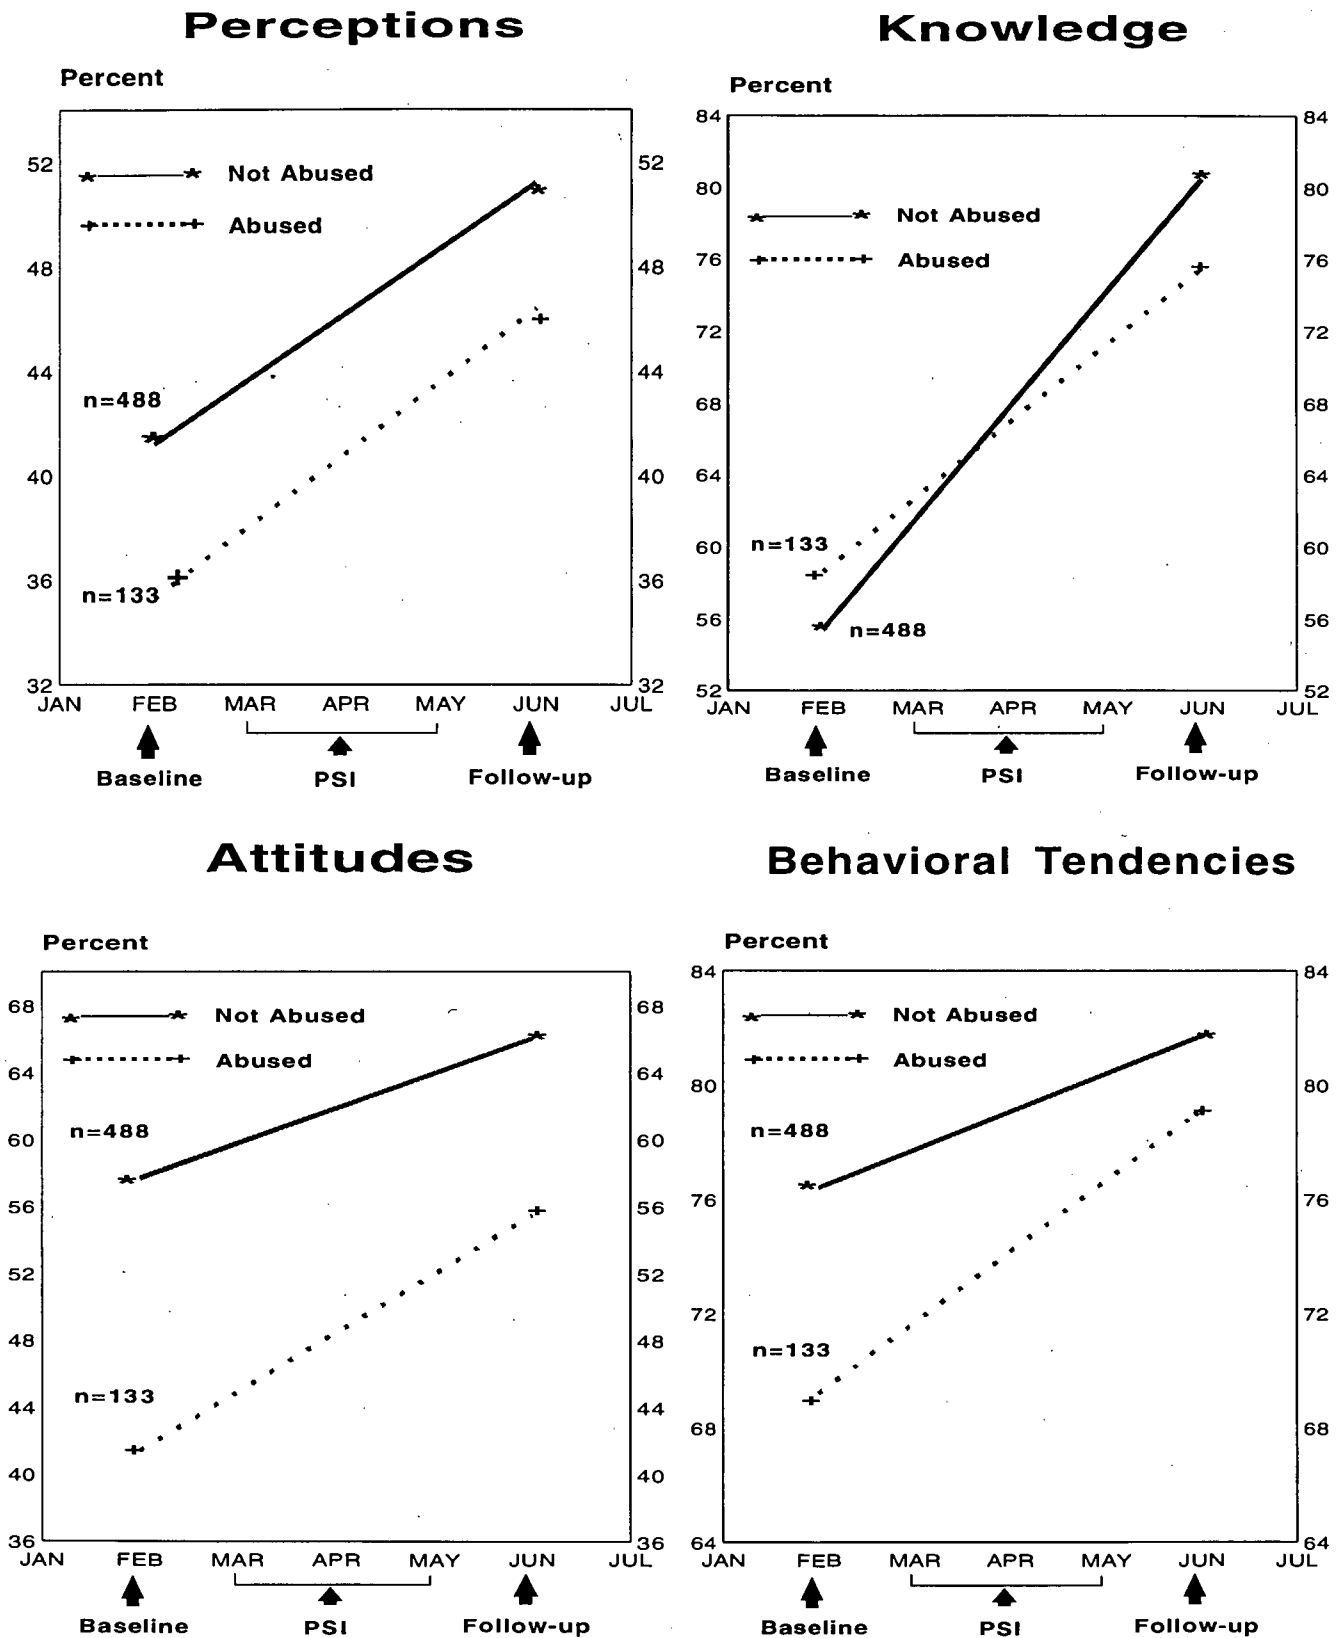 Perceptions
Percent
52 52
Not Abused
Abused
48 48
44 44
n=488
40 40
36 36
n=133
32 32
JAN FEB MAR APR MAY JUN JUL
Baseline PSI Follow-up
Knowledge
Percent
84 84
80 80
Not Abused
76 76
Abused
72 72
68 68
64 64
60 60
n=133
56 56
n=488
52 52
JAN FEB MAR APR MAY JUN JUL
Baseline PSI Follow-up
Attitudes
Percent
68 68
Not Abused
Abused
64 64
60 60
n=488
56 56
52 52
48 48
n=133
44 44
40 40
36 36
JAN FEB MAR APR MAY JUN JUL
Baseline PSI Follow-up
Behavioral Tendencies
Percent
84 84
Not Abused
Abused
80 80
n=488
76 76
72 72
n=133
68 68
64 64
JAN FEB MAR APR MAY JUN JUL
Baseline PSI Follow-up